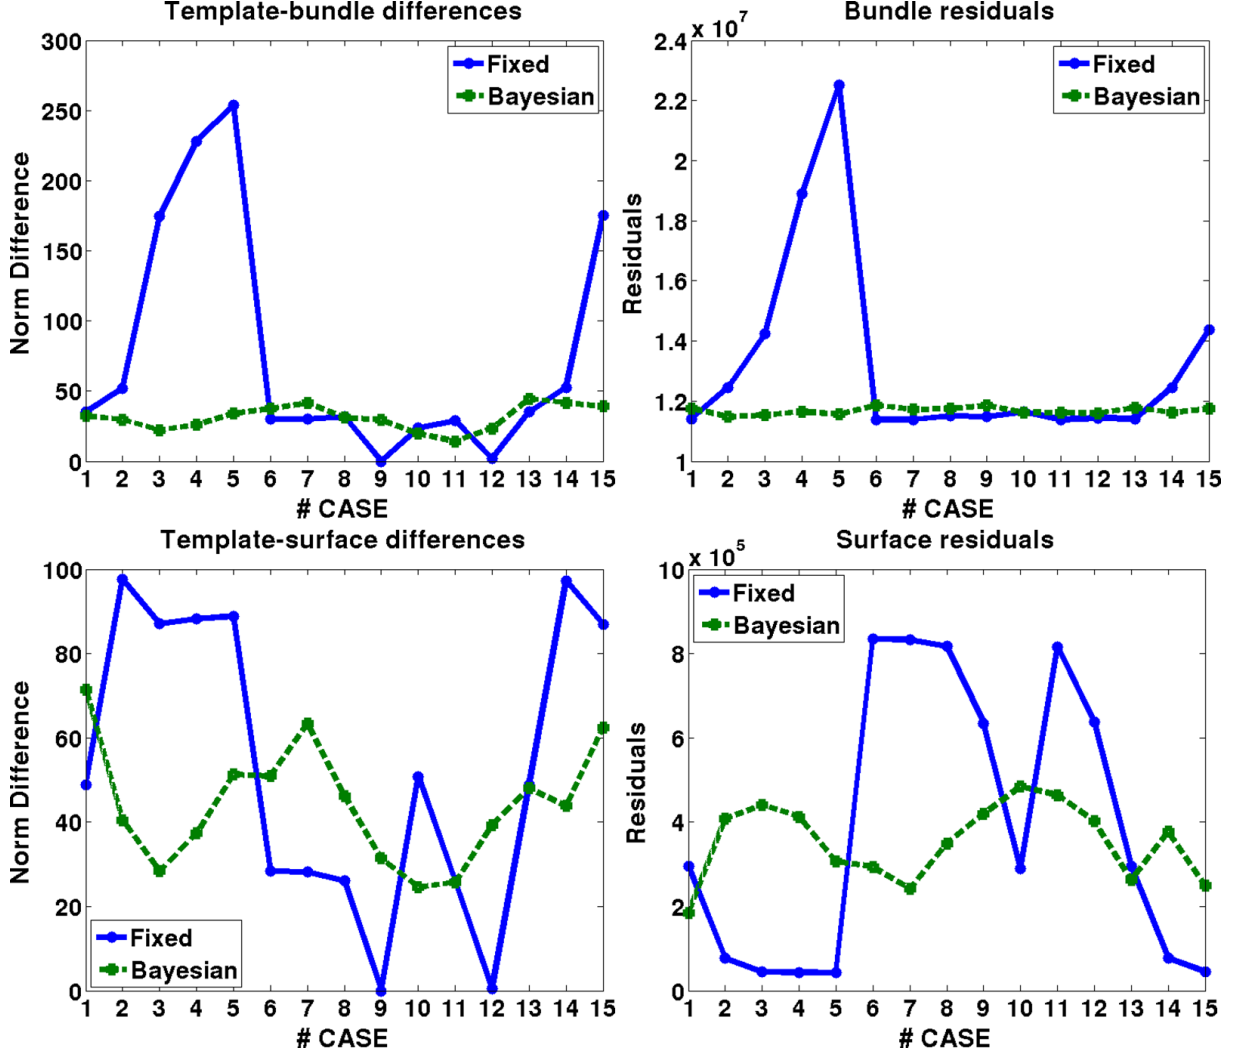 Template-bundle differences
300
250
200
150
100
50
0
Norm Difference
Fixed
Bayesian
1 2 3 4 5 6 7 8 9 10 11 12 13 14 15
# CASE
Bundle residuals
x 10^7
2.4
2.2
2
1.8
1.6
1.4
1.2
1
Residuals
Fixed
Bayesian
1 2 3 4 5 6 7 8 9 10 11 12 13 14 15
# CASE
Template-surface differences
100
80
60
40
20
0
Norm Difference
Fixed
Bayesian
1 2 3 4 5 6 7 8 9 10 11 12 13 14 15
# CASE
Surface residuals
x 10^5
10
8
6
4
2
0
Residuals
Fixed
Bayesian
1 2 3 4 5 6 7 8 9 10 11 12 13 14 15
# CASE